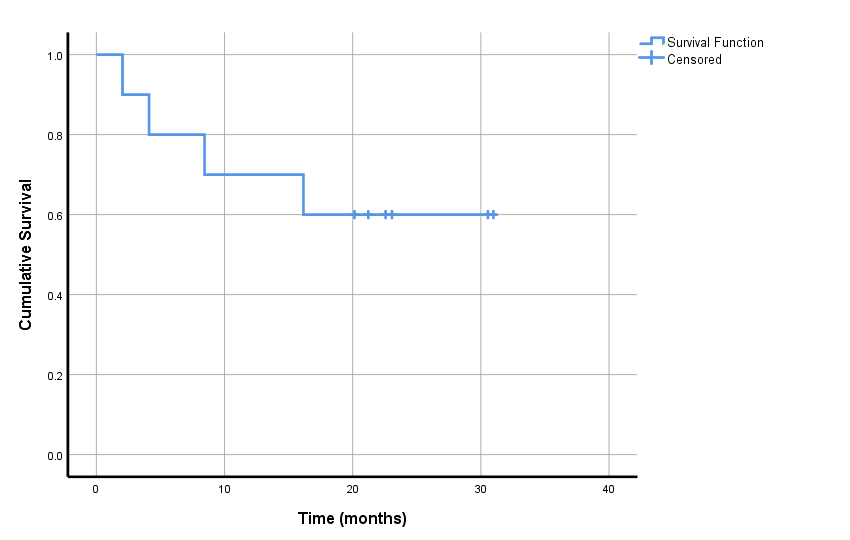 Survival Function
Censored
1.0
0.8
0.6
0.4
0.2
0.0
Cumulative Survival
0 10 20 30 40
Time (months)